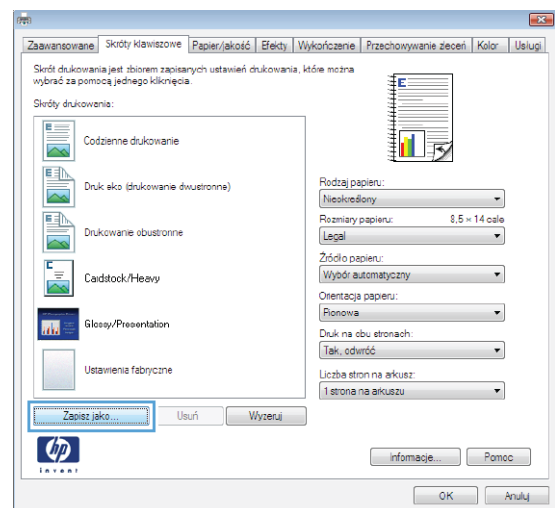 Zaawansowane Skróty klawiszowe Papier/jakość Efekty Wykończenie Przechowywanie zleceń Kolor Usługi
Skrót drukowania jest zbiorem zapisanych ustawień drukowania, które można
wybrać za pomocą jednego kliknięcia.
Skróty drukowania:
Codzienne drukowanie
Druk eko (drukowanie dwustronne)
Drukowanie obustronne
Cardstock/Heavy
Glossy/Presentation
Ustawienia fabryczne
Zapisz jako... Usuń Wyzeruj
Rodzaj papieru:
Nieokreślony
Rozmiary papieru: 8,5 × 14 cale
Legal
Źródło papieru:
Wybór automatyczny
Orientacja papieru:
Pionowa
Druk na obu stronach:
Tak, odwróć
Liczba stron na arkusz:
1 strona na arkuszu
hp
invent
Informacje... Pomoc
OK Anuluj